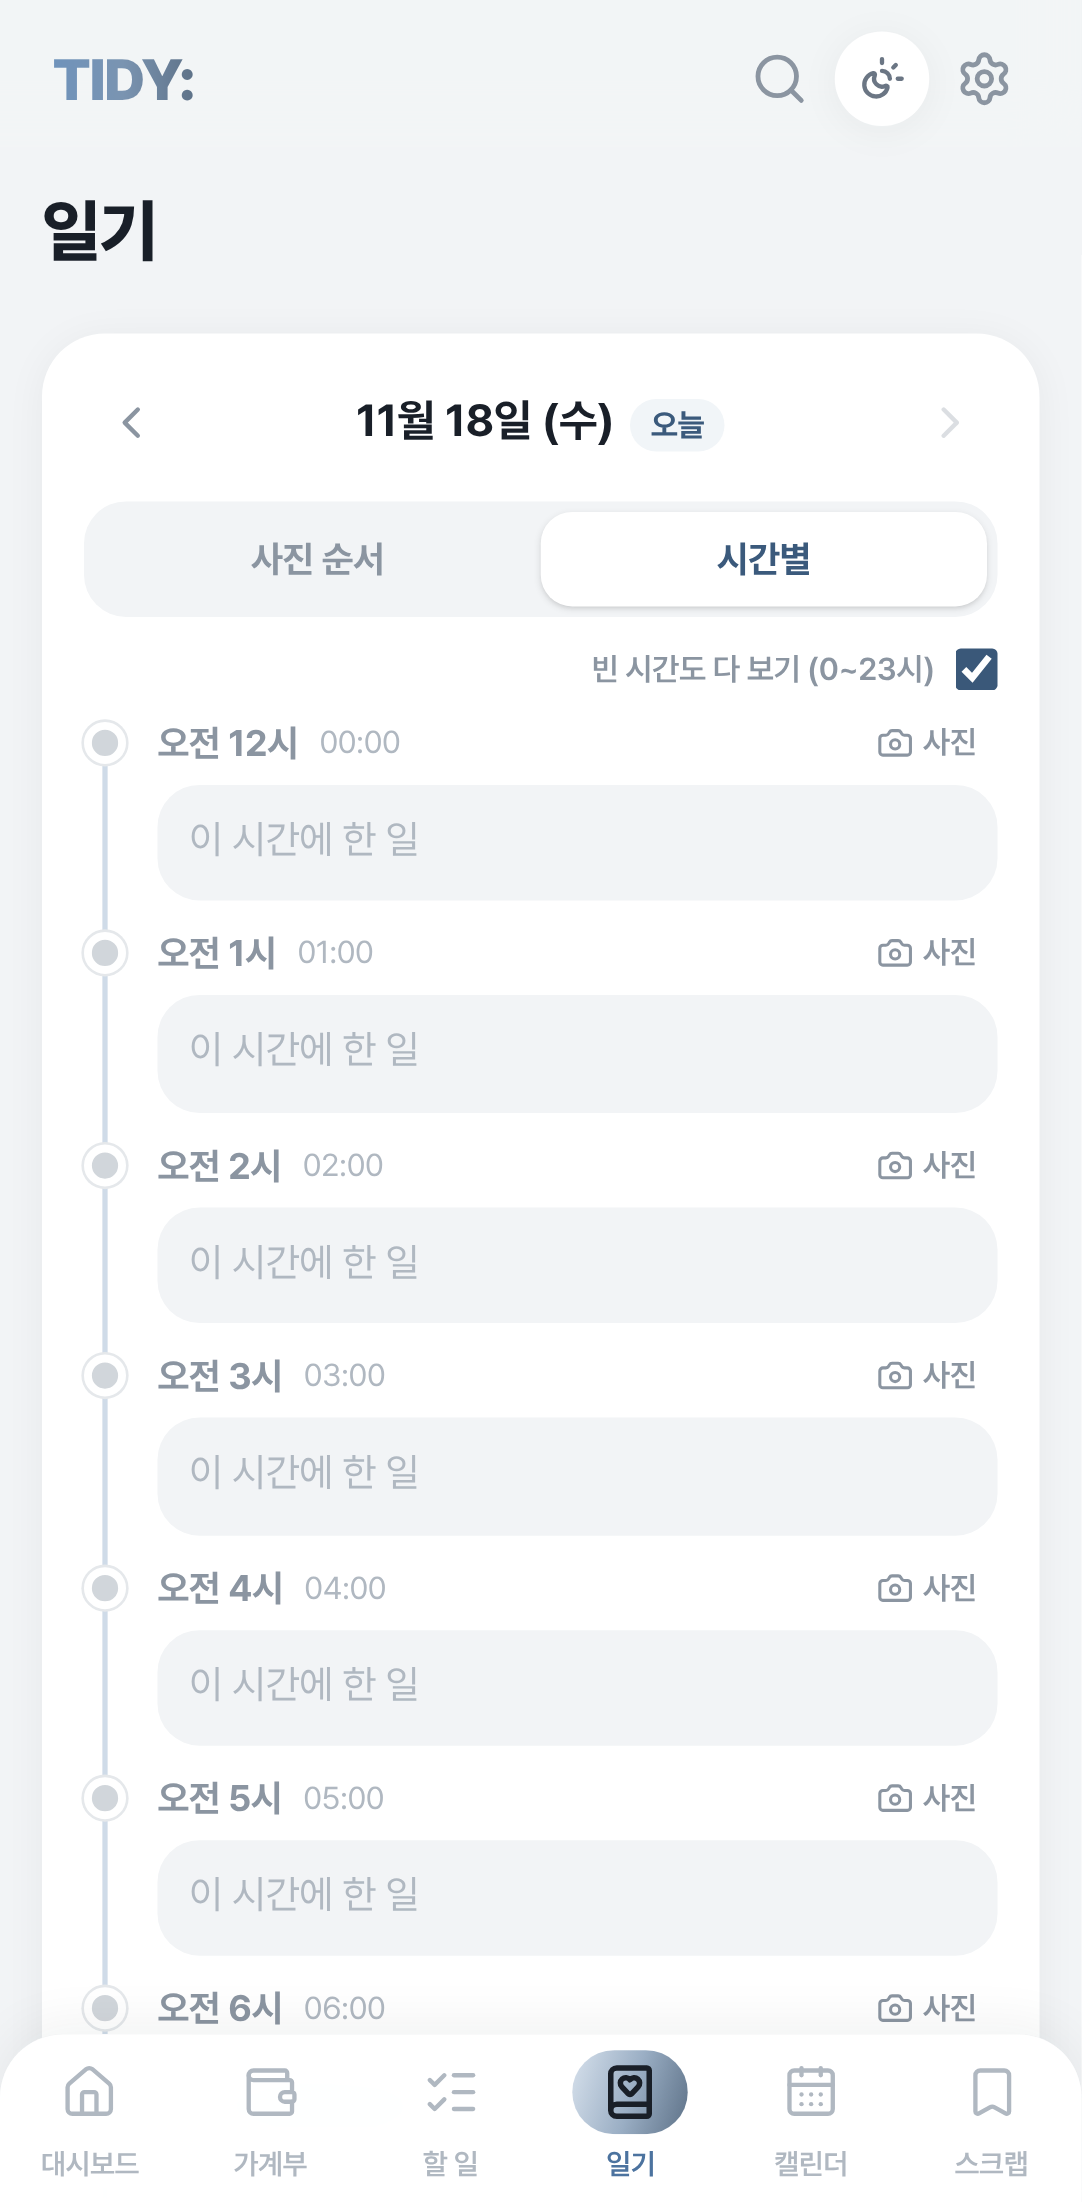 TIDY:
일기
11월 18일 (수) 오늘
사진 순서 시간별
빈 시간도 다 보기 (0~23시)
오전 12시 00:00 사진
이 시간에 한 일
오전 1시 01:00 사진
이 시간에 한 일
오전 2시 02:00 사진
이 시간에 한 일
오전 3시 03:00 사진
이 시간에 한 일
오전 4시 04:00 사진
이 시간에 한 일
오전 5시 05:00 사진
이 시간에 한 일
오전 6시 06:00 사진
대시보드 가계부 할 일 일기 캘린더 스크랩